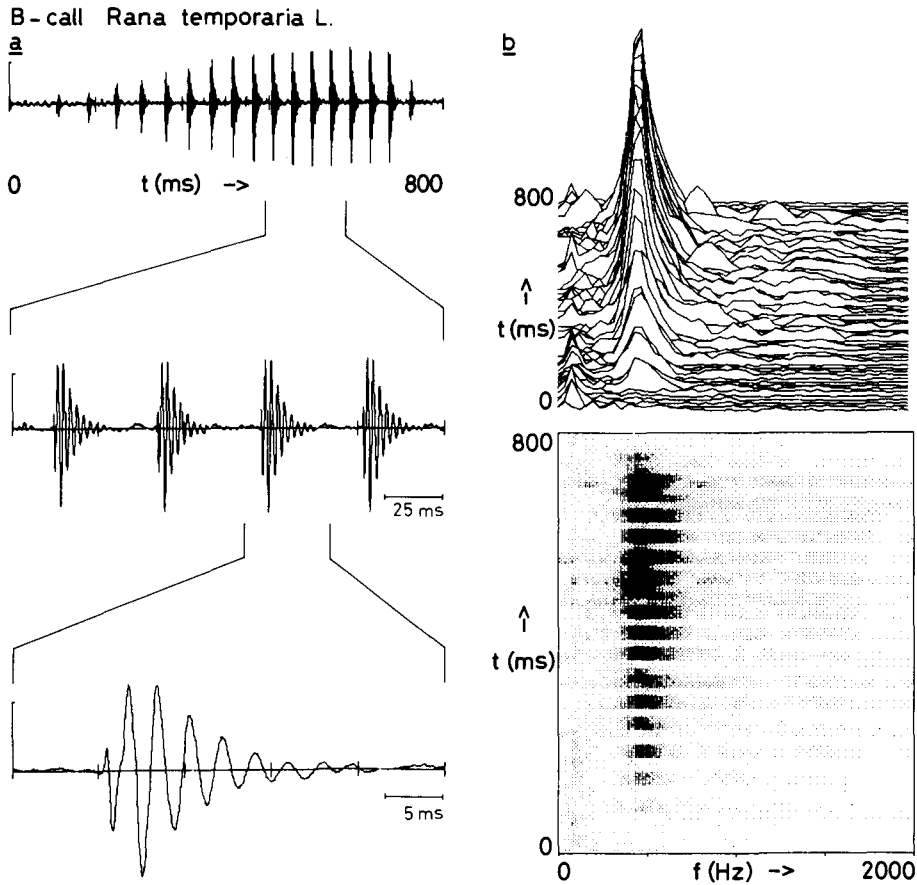 B-call Rana temporaria L.
a
0 t (ms) -> 800
25 ms
5 ms
b
800
^
t (ms)
0
800
^
t (ms)
0
0 f (Hz) -> 2000